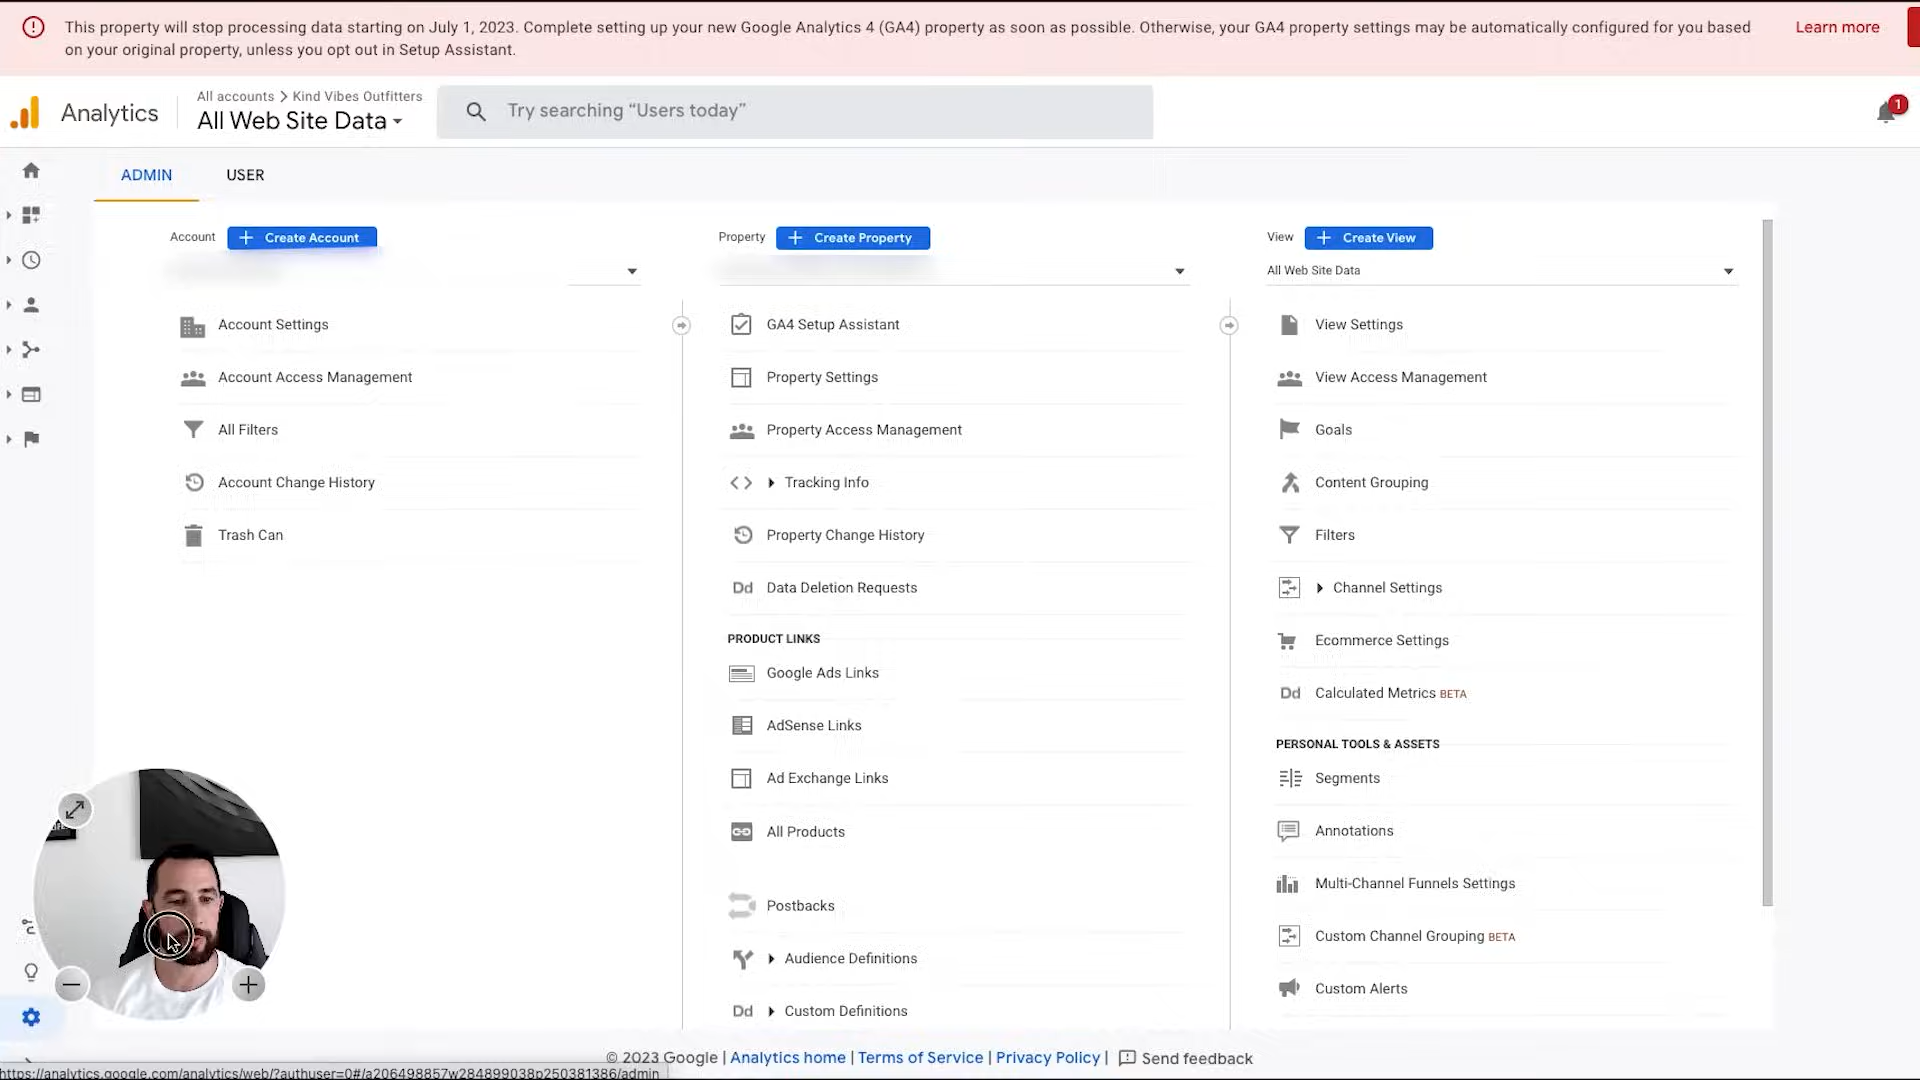 This property will stop processing data starting on July 1, 2023. Complete setting up your new Google Analytics 4 (GA4) property as soon as possible. Otherwise, your GA4 property settings may be automatically configured for you based
on your original property, unless you opt out in Setup Assistant.
Learn more
Analytics
All accounts > Kind Vibes Outfitters
All Web Site Data
Try searching “Users today”
1
ADMIN
USER
Account
+ Create Account
Account Settings
Account Access Management
All Filters
Account Change History
Trash Can
Property
+ Create Property
GA4 Setup Assistant
Property Settings
Property Access Management
Tracking Info
Property Change History
Dd Data Deletion Requests
PRODUCT LINKS
Google Ads Links
AdSense Links
Ad Exchange Links
All Products
Postbacks
Audience Definitions
Dd Custom Definitions
View
+ Create View
All Web Site Data
View Settings
View Access Management
Goals
Content Grouping
Filters
Channel Settings
Ecommerce Settings
Dd Calculated Metrics BETA
PERSONAL TOOLS & ASSETS
Segments
Annotations
Multi-Channel Funnels Settings
Custom Channel Grouping BETA
Custom Alerts
© 2023 Google | Analytics home | Terms of Service | Privacy Policy | Send feedback
https://analytics.google.com/analytics/web/?authuser=0#/a206498857w284899038p250381386/admin